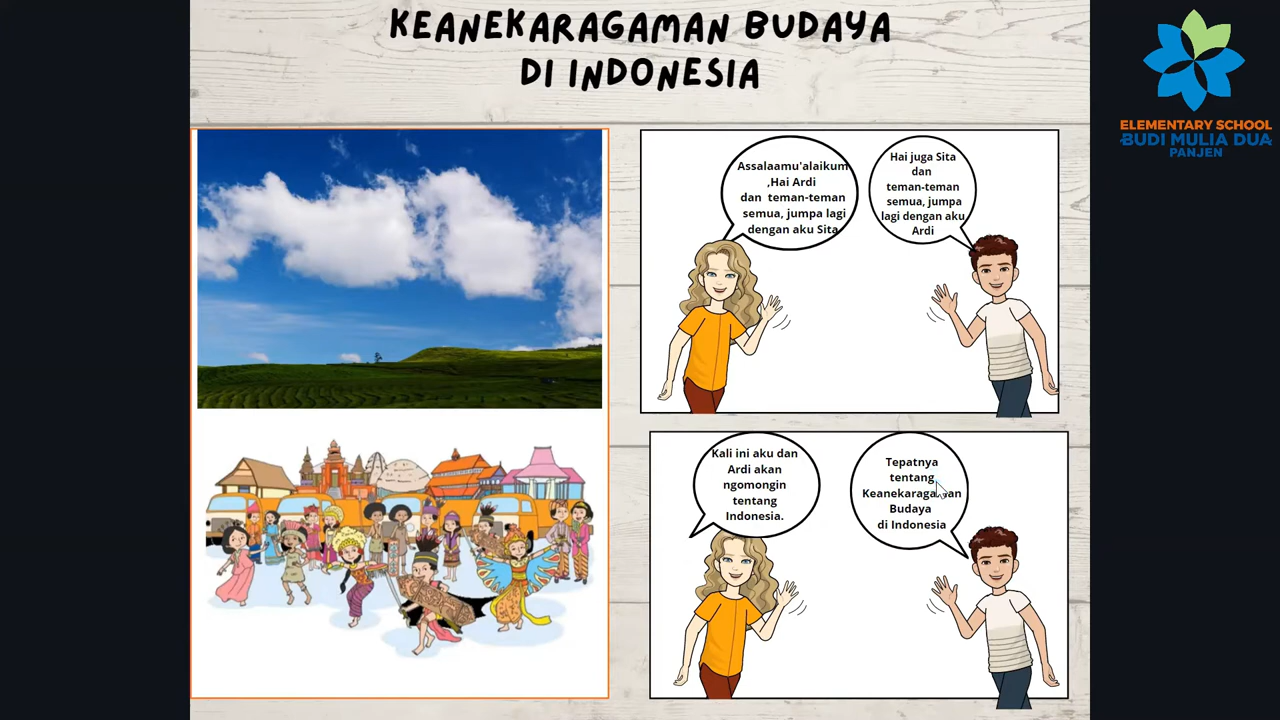 KEANEKARAGAMAN BUDAYA
DI INDONESIA
ELEMENTARY SCHOOL
BUDI MULIA DUA
PANJEN
Assalaamu'alaikum
,Hai Ardi
dan teman-teman
semua, jumpa lagi
dengan aku Sita
Hai juga Sita
dan
teman-teman
semua, jumpa
lagi dengan aku
Ardi
Kali ini aku dan
Ardi akan
ngomongin
tentang
Indonesia.
Tepatnya
tentang
Keanekaragaman
Budaya
di Indonesia